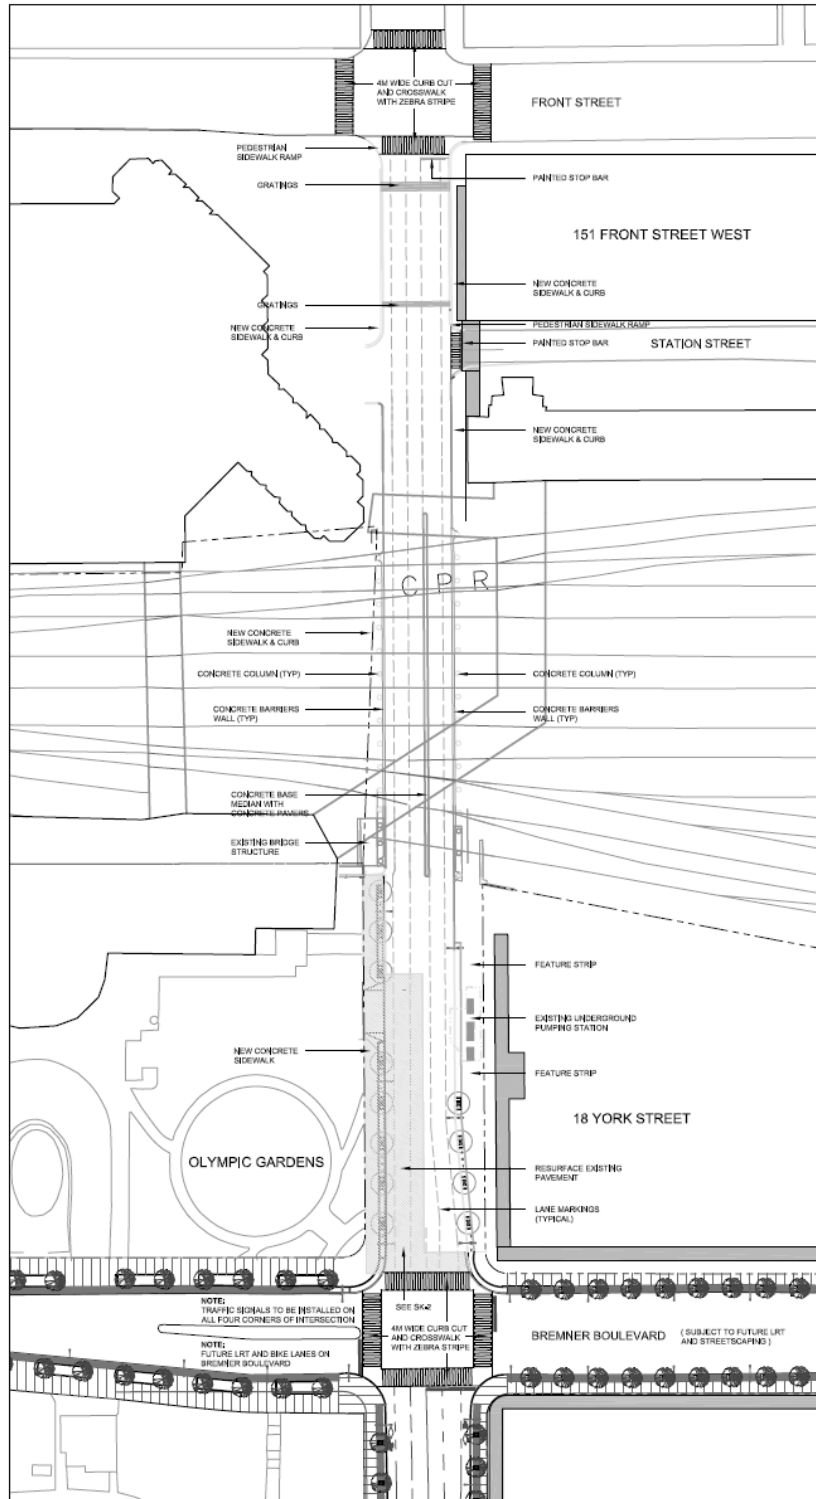 4M WIDE CURB CUT
AND CROSSWALK
WITH ZEBRA STRIPE
FRONT STREET
PEDESTRIAN
SIDEWALK RAMP
PAINTED STOP BAR
GRATINGS
151 FRONT STREET WEST
NEW CONCRETE
SIDEWALK & CURB
GRATINGS
NEW CONCRETE
SIDEWALK & CURB
PEDESTRIAN SIDEWALK RAMP
PAINTED STOP BAR
STATION STREET
NEW CONCRETE
SIDEWALK & CURB
C P R
NEW CONCRETE
SIDEWALK & CURB
CONCRETE COLUMN (TYP)
CONCRETE COLUMN (TYP)
CONCRETE BARRIERS
WALL (TYP)
CONCRETE BARRIERS
WALL (TYP)
CONCRETE BASE
MEDIAN WITH
CONCRETE PAVERS
EXISTING BRIDGE
STRUCTURE
FEATURE STRIP
EXISTING UNDERGROUND
PUMPING STATION
NEW CONCRETE
SIDEWALK
FEATURE STRIP
18 YORK STREET
OLYMPIC GARDENS
RESURFACE EXISTING
PAVEMENT
LANE MARKINGS
(TYPICAL)
NOTE:
TRAFFIC SIGNALS TO BE INSTALLED ON
ALL FOUR CORNERS OF INTERSECTION
SEE SK-2
4M WIDE CURB CUT
AND CROSSWALK
WITH ZEBRA STRIPE
NOTE:
FUTURE LRT AND BIKE LANES ON
BREMNER BOULEVARD
BREMNER BOULEVARD
( SUBJECT TO FUTURE LRT
AND STREETSCAPING )